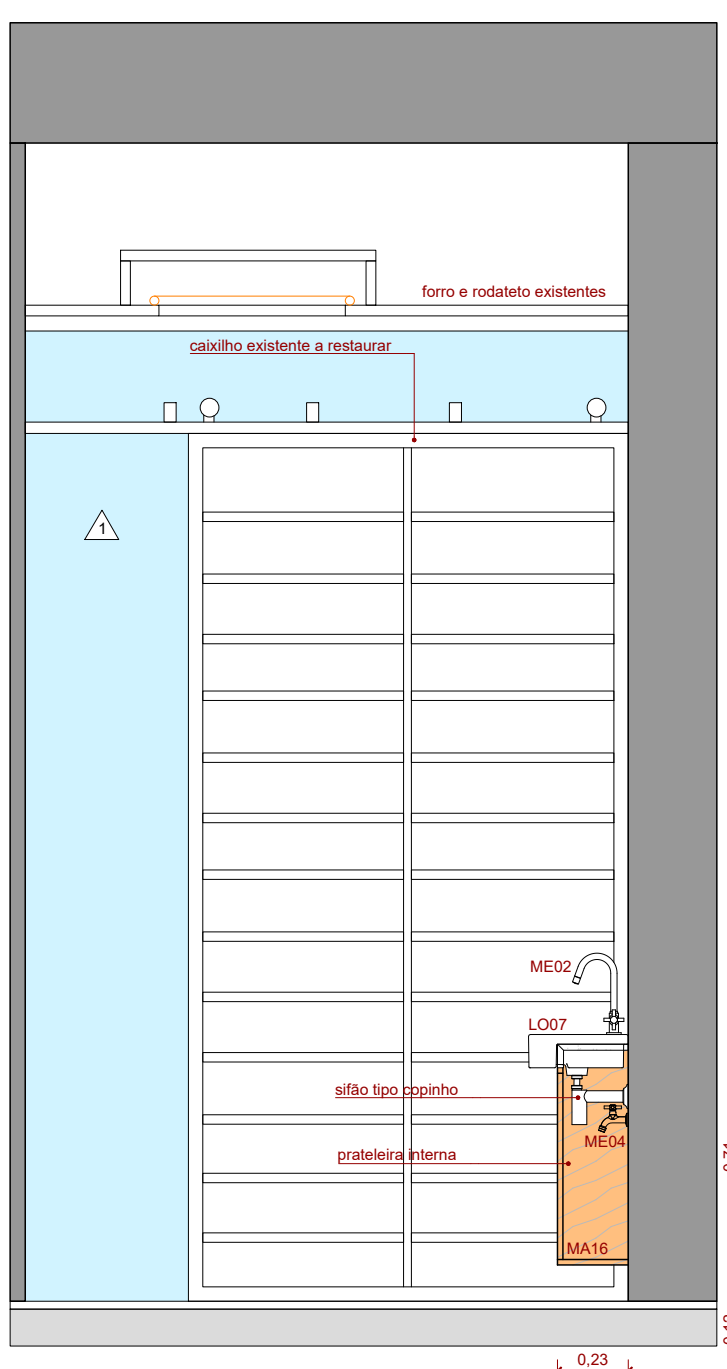 forro e rodateto existentes
caixilho existente a restaurar
1
ME02
LO07
sifão tipo copinho
ME04
prateleira interna
MA16
0,23